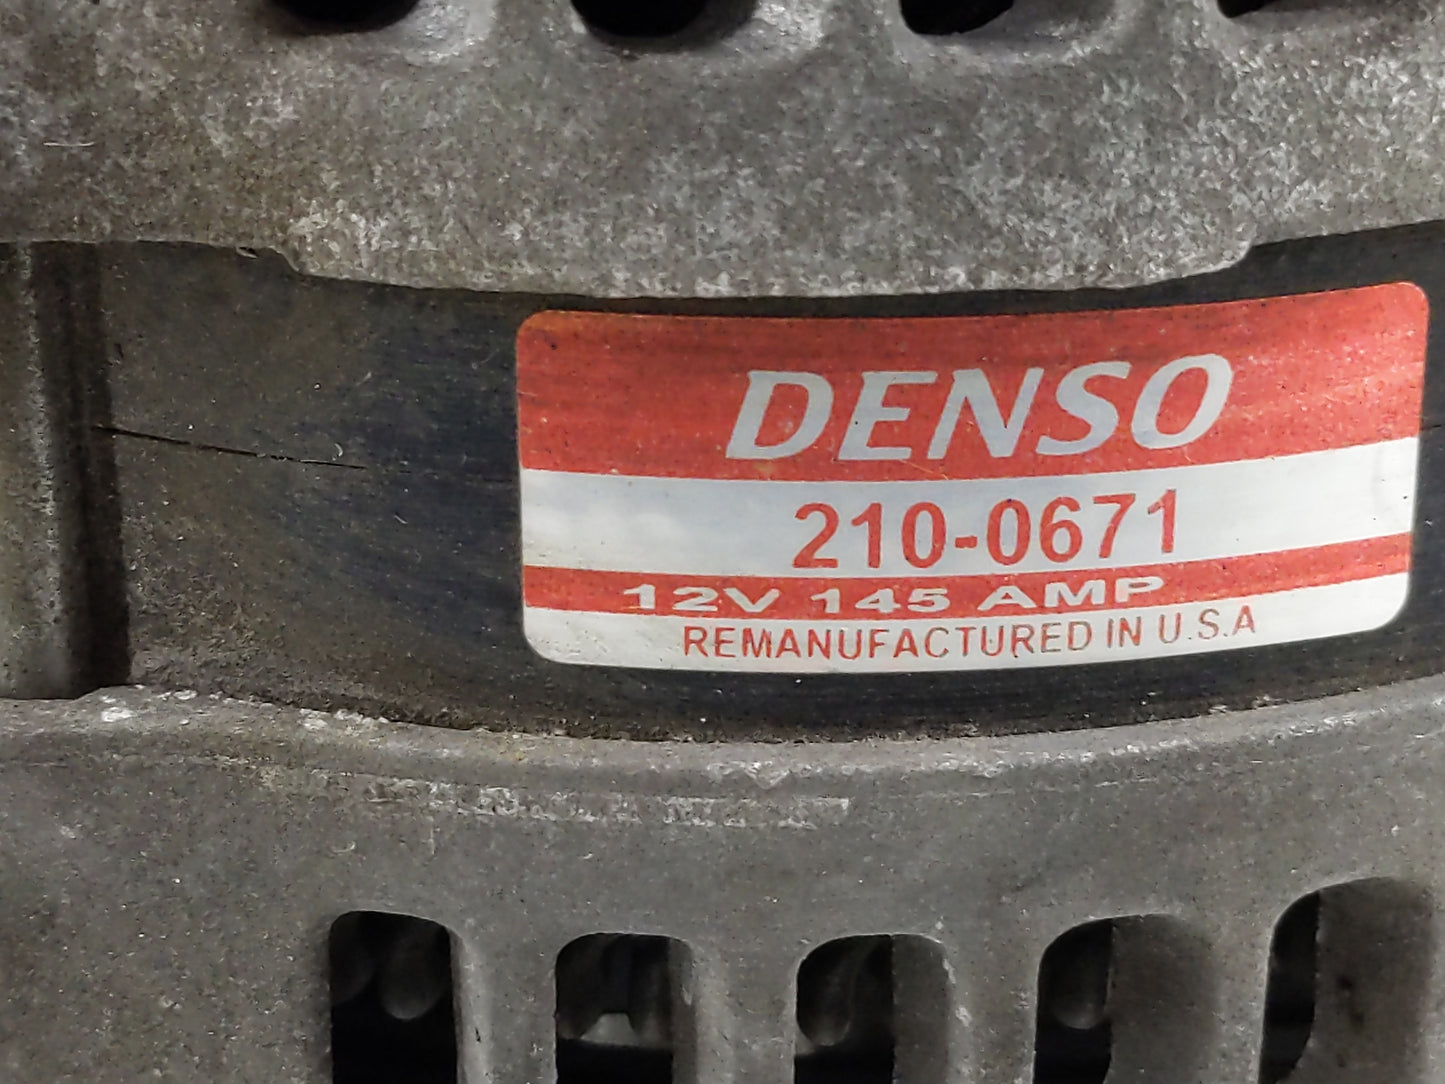 DENSO
210-0671
12V 145 AMP
REMANUFACTURED IN U.S.A